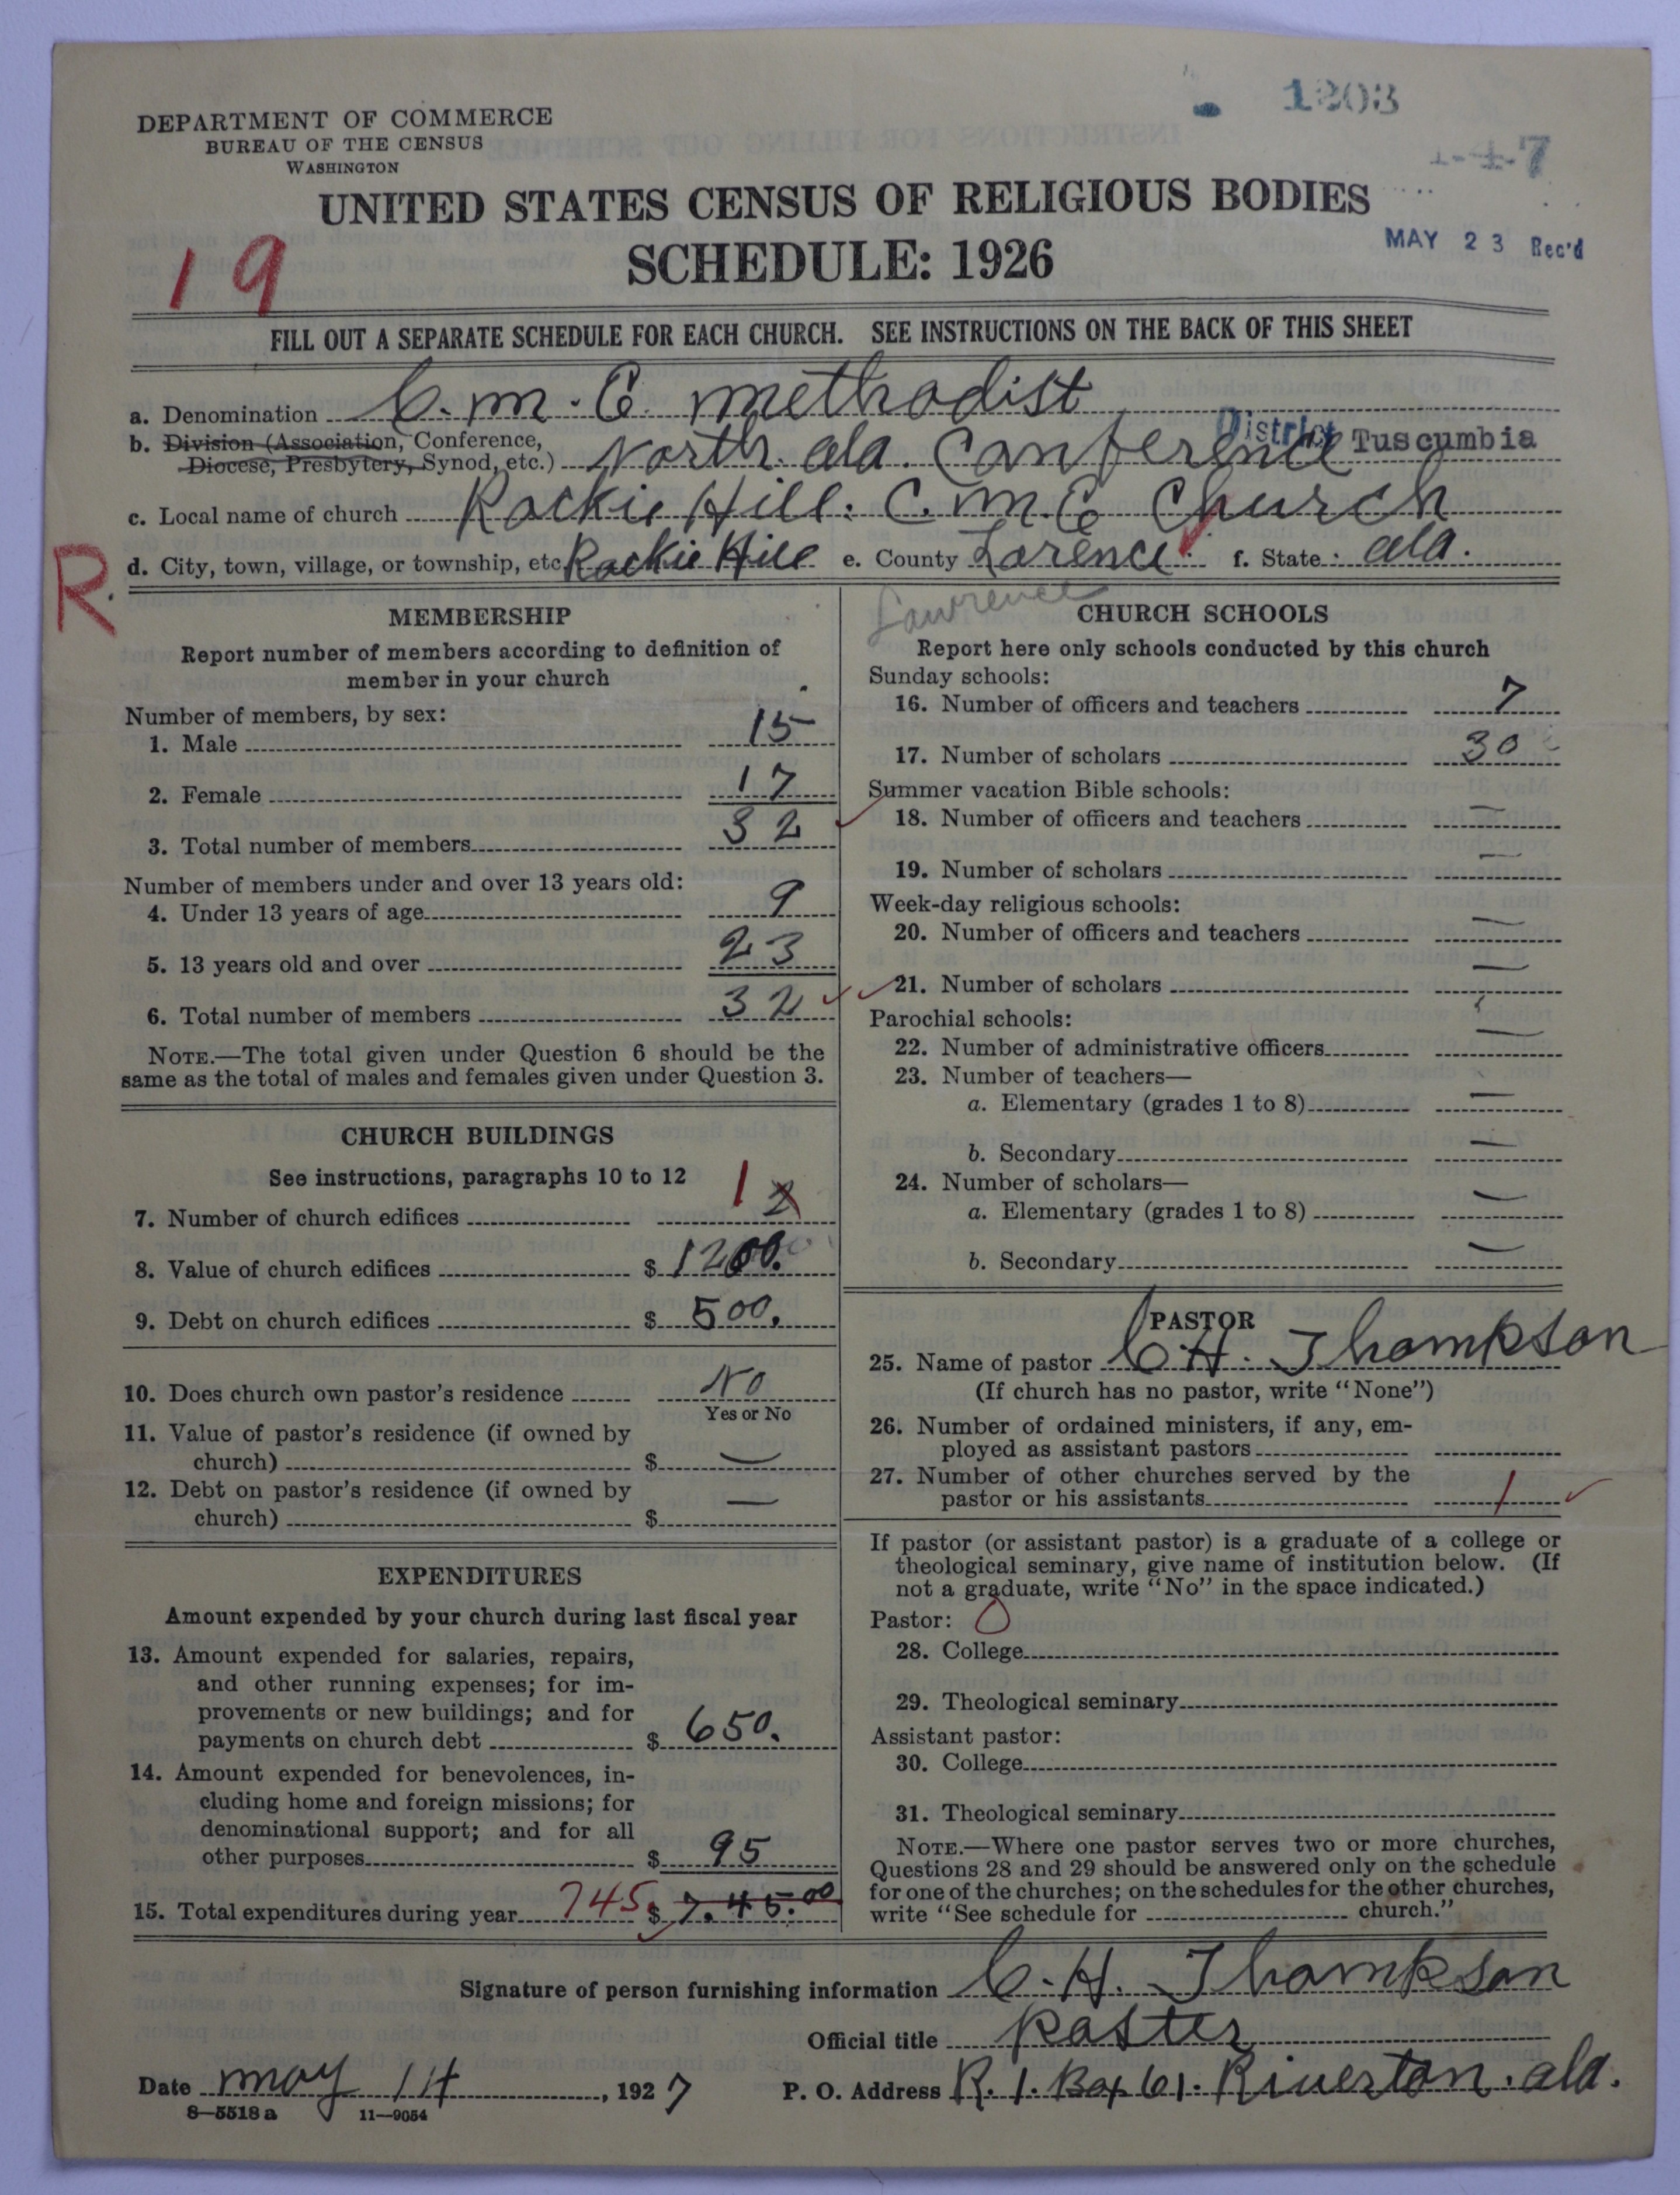 1203
1-4-7
DEPARTMENT OF COMMERCE
BUREAU OF THE CENSUS
WASHINGTON
UNITED STATES CENSUS OF RELIGIOUS BODIES
SCHEDULE: 1926
MAY 23 Rec'd
19
FILL OUT A SEPARATE SCHEDULE FOR EACH CHURCH. SEE INSTRUCTIONS ON THE BACK OF THIS SHEET
a. Denomination C. M. E. Methodist
b. Division (Association, Conference, Diocese, Presbytery, Synod, etc.) North. Ala. Conference District Tuscumbia
c. Local name of church Rockie Hill: C. M. E Church
R.
d. City, town, village, or township, etc. Rockie Hill e. County Lorence f. State: Ala.
Lawrence
MEMBERSHIP
Report number of members according to definition of
member in your church
Number of members, by sex:
1. Male 15
2. Female 17
3. Total number of members 32
Number of members under and over 13 years old:
4. Under 13 years of age 9
5. 13 years old and over 23
6. Total number of members 32
NOTE.—The total given under Question 6 should be the
same as the total of males and females given under Question 3.
CHURCH BUILDINGS
See instructions, paragraphs 10 to 12
7. Number of church edifices 1 2
8. Value of church edifices $ 1200.
9. Debt on church edifices $ 500.
10. Does church own pastor's residence No
Yes or No
11. Value of pastor's residence (if owned by
church) $ —
12. Debt on pastor's residence (if owned by
church) $ —
EXPENDITURES
Amount expended by your church during last fiscal year
13. Amount expended for salaries, repairs,
and other running expenses; for im-
provements or new buildings; and for
payments on church debt $ 650.
14. Amount expended for benevolences, in-
cluding home and foreign missions; for
denominational support; and for all
other purposes $ 95
15. Total expenditures during year 745. $ 7.45.00
CHURCH SCHOOLS
Report here only schools conducted by this church
Sunday schools:
16. Number of officers and teachers 7
17. Number of scholars 30
Summer vacation Bible schools:
18. Number of officers and teachers —
19. Number of scholars —
Week-day religious schools:
20. Number of officers and teachers —
21. Number of scholars —
Parochial schools:
22. Number of administrative officers —
23. Number of teachers—
a. Elementary (grades 1 to 8) —
b. Secondary —
24. Number of scholars—
a. Elementary (grades 1 to 8) —
b. Secondary —
PASTOR
25. Name of pastor C. H. Thompson
(If church has no pastor, write "None")
26. Number of ordained ministers, if any, em-
ployed as assistant pastors
27. Number of other churches served by the
pastor or his assistants 1
If pastor (or assistant pastor) is a graduate of a college or
theological seminary, give name of institution below. (If
not a graduate, write "No" in the space indicated.)
Pastor: 0
28. College
29. Theological seminary
Assistant pastor:
30. College
31. Theological seminary
NOTE.—Where one pastor serves two or more churches,
Questions 28 and 29 should be answered only on the schedule
for one of the churches; on the schedules for the other churches,
write "See schedule for church."
Signature of person furnishing information C. H. Thompson
Official title Paster
Date May 14, 1927 P. O. Address R. 1. Box 61. Riverton. Ala.
8—5518 a 11—9054